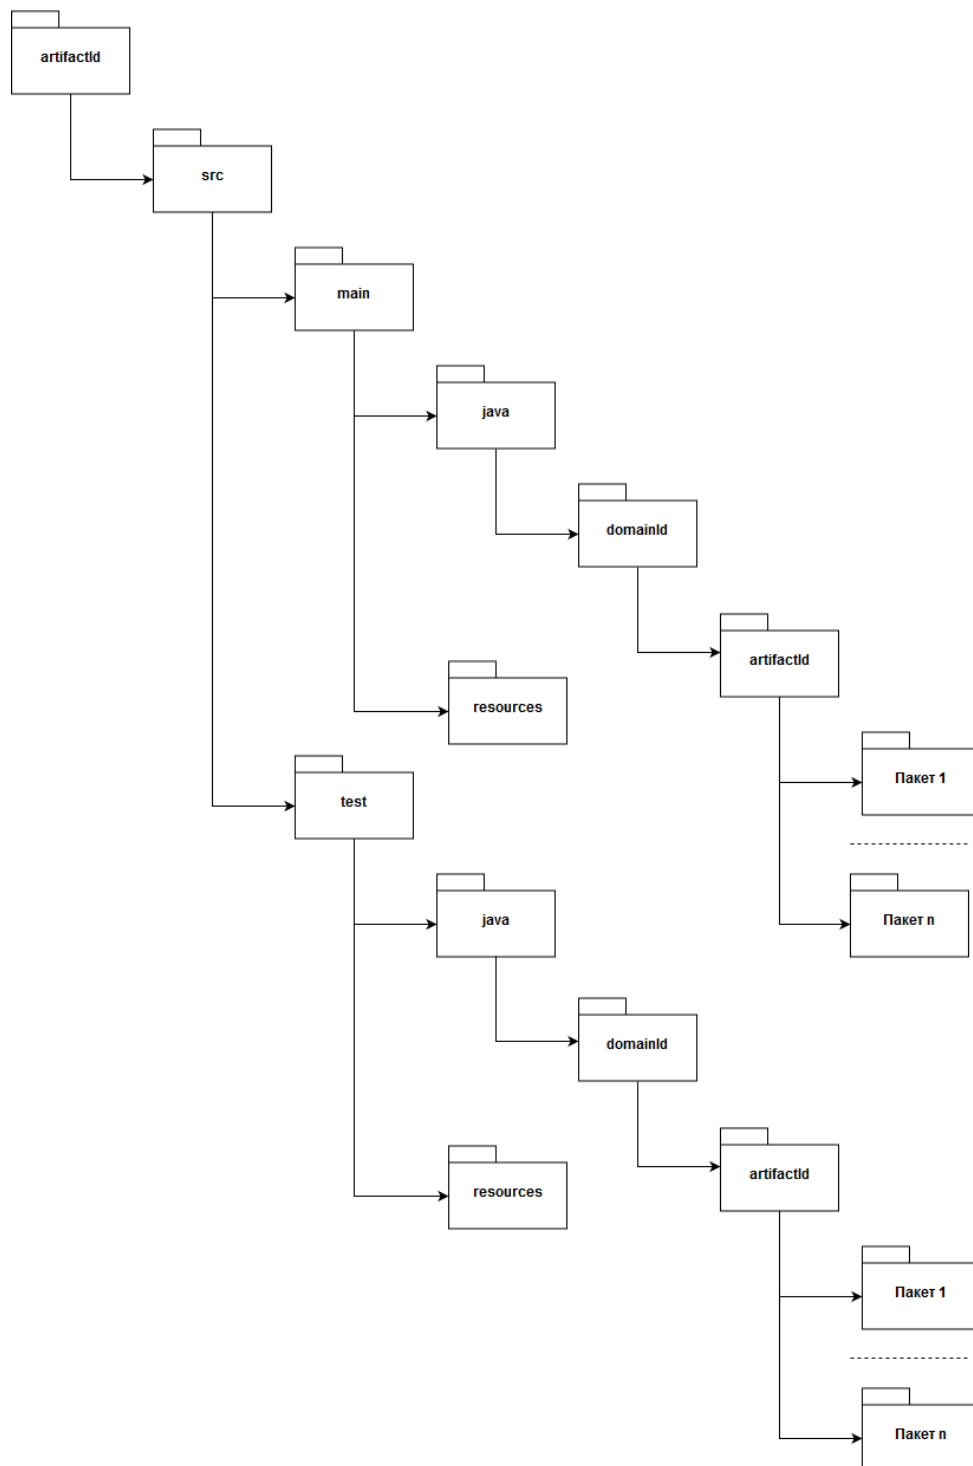 artifactId
src
main
java
domainId
artifactId
resources
Пакет 1
test
java
Пакет n
domainId
artifactId
resources
Пакет 1
Пакет n